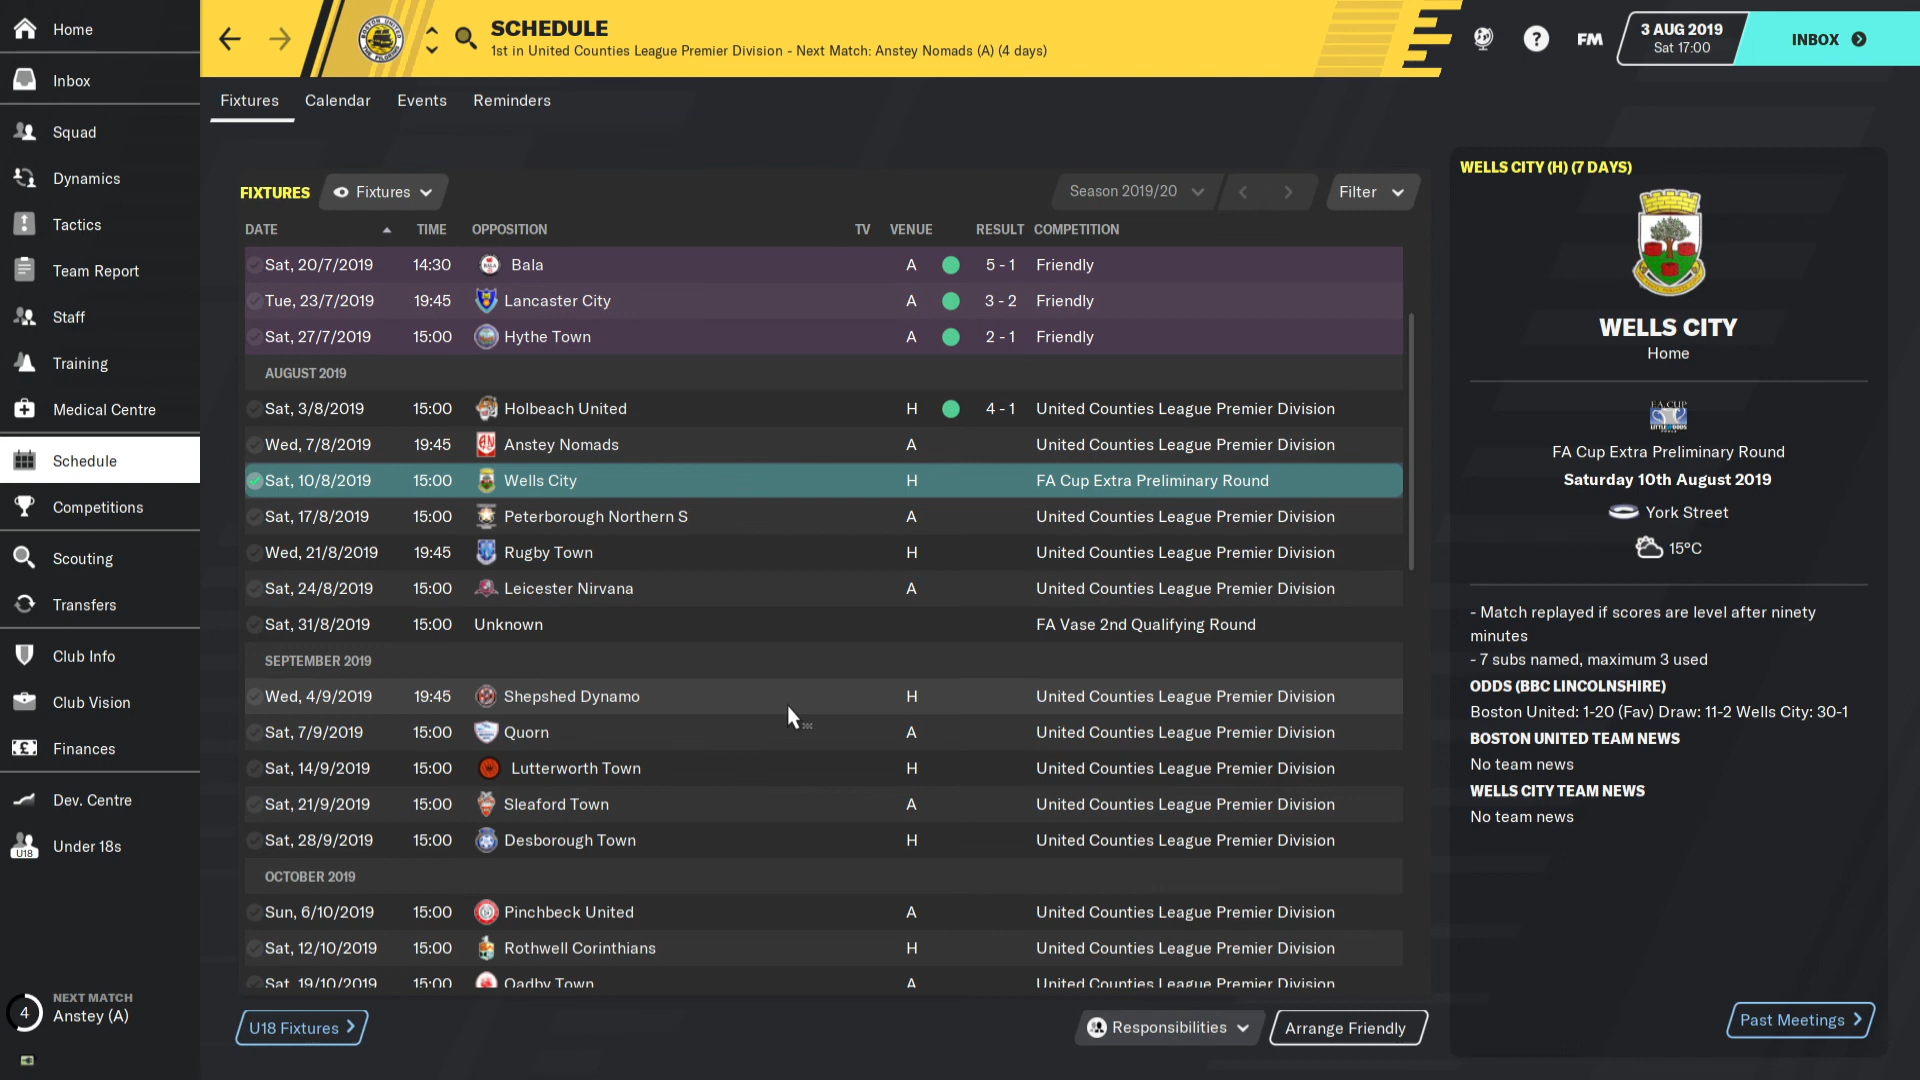 Home
Inbox
Squad
Dynamics
Tactics
Team Report
Staff
Training
Medical Centre
Schedule
Competitions
Scouting
Transfers
Club Info
Club Vision
Finances
Dev. Centre
U18 Under 18s
4 NEXT MATCH
Anstey (A)
SCHEDULE
1st in United Counties League Premier Division - Next Match: Anstey Nomads (A) (4 days)
? FM
3 AUG 2019
Sat 17:00
INBOX
Fixtures Calendar Events Reminders
FIXTURES Fixtures Season 2019/20 Filter
DATE TIME OPPOSITION TV VENUE RESULT COMPETITION
Sat, 20/7/2019 14:30 Bala A 5 - 1 Friendly
Tue, 23/7/2019 19:45 Lancaster City A 3 - 2 Friendly
Sat, 27/7/2019 15:00 Hythe Town A 2 - 1 Friendly
AUGUST 2019
Sat, 3/8/2019 15:00 Holbeach United H 4 - 1 United Counties League Premier Division
Wed, 7/8/2019 19:45 Anstey Nomads A United Counties League Premier Division
Sat, 10/8/2019 15:00 Wells City H FA Cup Extra Preliminary Round
Sat, 17/8/2019 15:00 Peterborough Northern S A United Counties League Premier Division
Wed, 21/8/2019 19:45 Rugby Town H United Counties League Premier Division
Sat, 24/8/2019 15:00 Leicester Nirvana A United Counties League Premier Division
Sat, 31/8/2019 15:00 Unknown FA Vase 2nd Qualifying Round
SEPTEMBER 2019
Wed, 4/9/2019 19:45 Shepshed Dynamo H United Counties League Premier Division
Sat, 7/9/2019 15:00 Quorn A United Counties League Premier Division
Sat, 14/9/2019 15:00 Lutterworth Town H United Counties League Premier Division
Sat, 21/9/2019 15:00 Sleaford Town A United Counties League Premier Division
Sat, 28/9/2019 15:00 Desborough Town H United Counties League Premier Division
OCTOBER 2019
Sun, 6/10/2019 15:00 Pinchbeck United A United Counties League Premier Division
Sat, 12/10/2019 15:00 Rothwell Corinthians H United Counties League Premier Division
Sat, 19/10/2019 15:00 Oadby Town A United Counties League Premier Division
U18 Fixtures Responsibilities Arrange Friendly
WELLS CITY (H) (7 DAYS)
WELLS CITY
Home
FA CUP
FA Cup Extra Preliminary Round
Saturday 10th August 2019
York Street
15°C
- Match replayed if scores are level after ninety
minutes
- 7 subs named, maximum 3 used
ODDS (BBC LINCOLNSHIRE)
Boston United: 1-20 (Fav) Draw: 11-2 Wells City: 30-1
BOSTON UNITED TEAM NEWS
No team news
WELLS CITY TEAM NEWS
No team news
Past Meetings